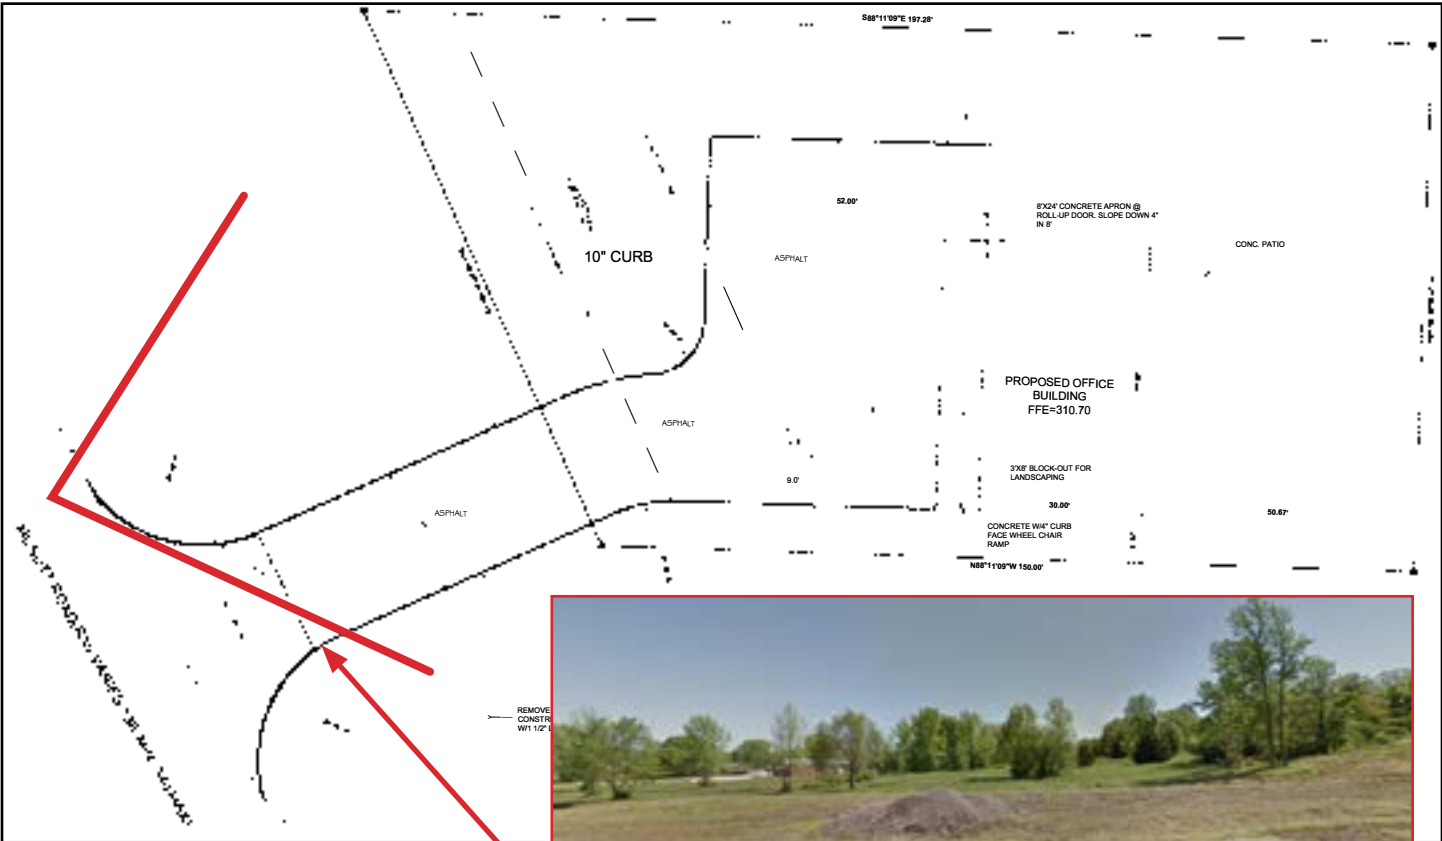 S88°11'09"E 197.28'
52.00'
8'X24' CONCRETE APRON @
ROLL-UP DOOR. SLOPE DOWN 4"
IN 8'
CONC. PATIO
10" CURB
ASPHALT
PROPOSED OFFICE
BUILDING
FFE=310.70
ASPHALT
3'X8' BLOCK-OUT FOR
LANDSCAPING
9.0'
30.00'
50.67'
ASPHALT
CONCRETE W/4" CURB
FACE WHEEL CHAIR
RAMP
N88°11'09"W 150.00'
REMOVE
CONSTR
W/1 1/2"